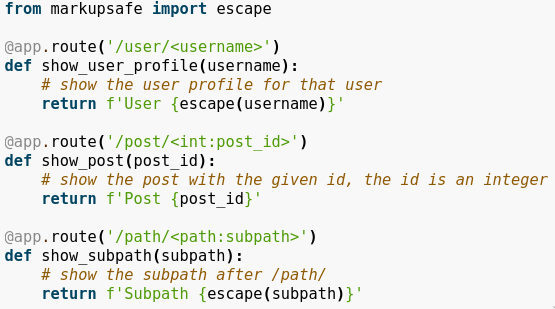 from markupsafe import escape
@app.route('/user/<username>')
def show_user_profile(username):
    # show the user profile for that user
    return f'User {escape(username)}'
@app.route('/post/<int:post_id>')
def show_post(post_id):
    # show the post with the given id, the id is an integer
    return f'Post {post_id}'
@app.route('/path/<path:subpath>')
def show_subpath(subpath):
    # show the subpath after /path/
    return f'Subpath {escape(subpath)}'